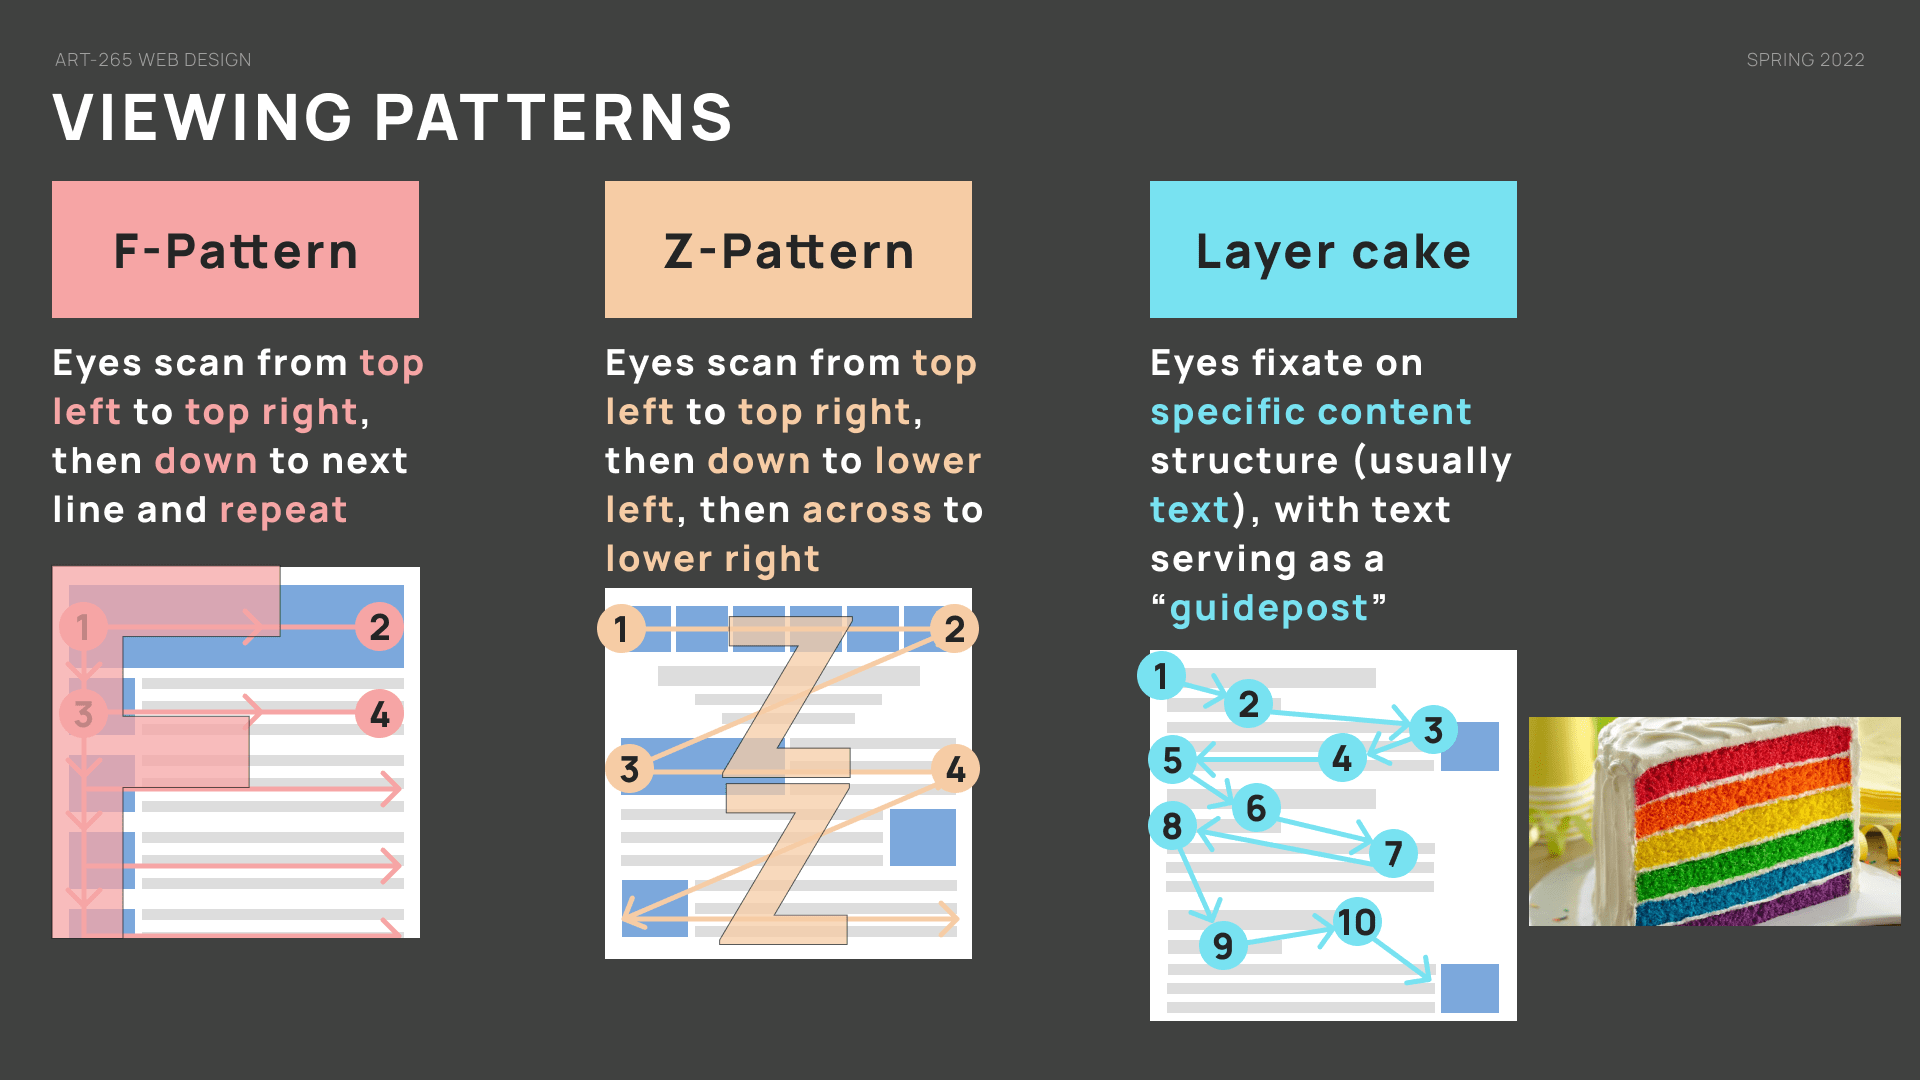 ART-265 WEB DESIGN
SPRING 2022
VIEWING PATTERNS
F-Pattern
Eyes scan from top
left to top right,
then down to next
line and repeat
1
2
3
4
Z-Pattern
Eyes scan from top
left to top right,
then down to lower
left, then across to
lower right
1
2
3
4
Layer cake
Eyes fixate on
specific content
structure (usually
text), with text
serving as a
“guidepost”
1
2
3
4
5
6
7
8
9
10